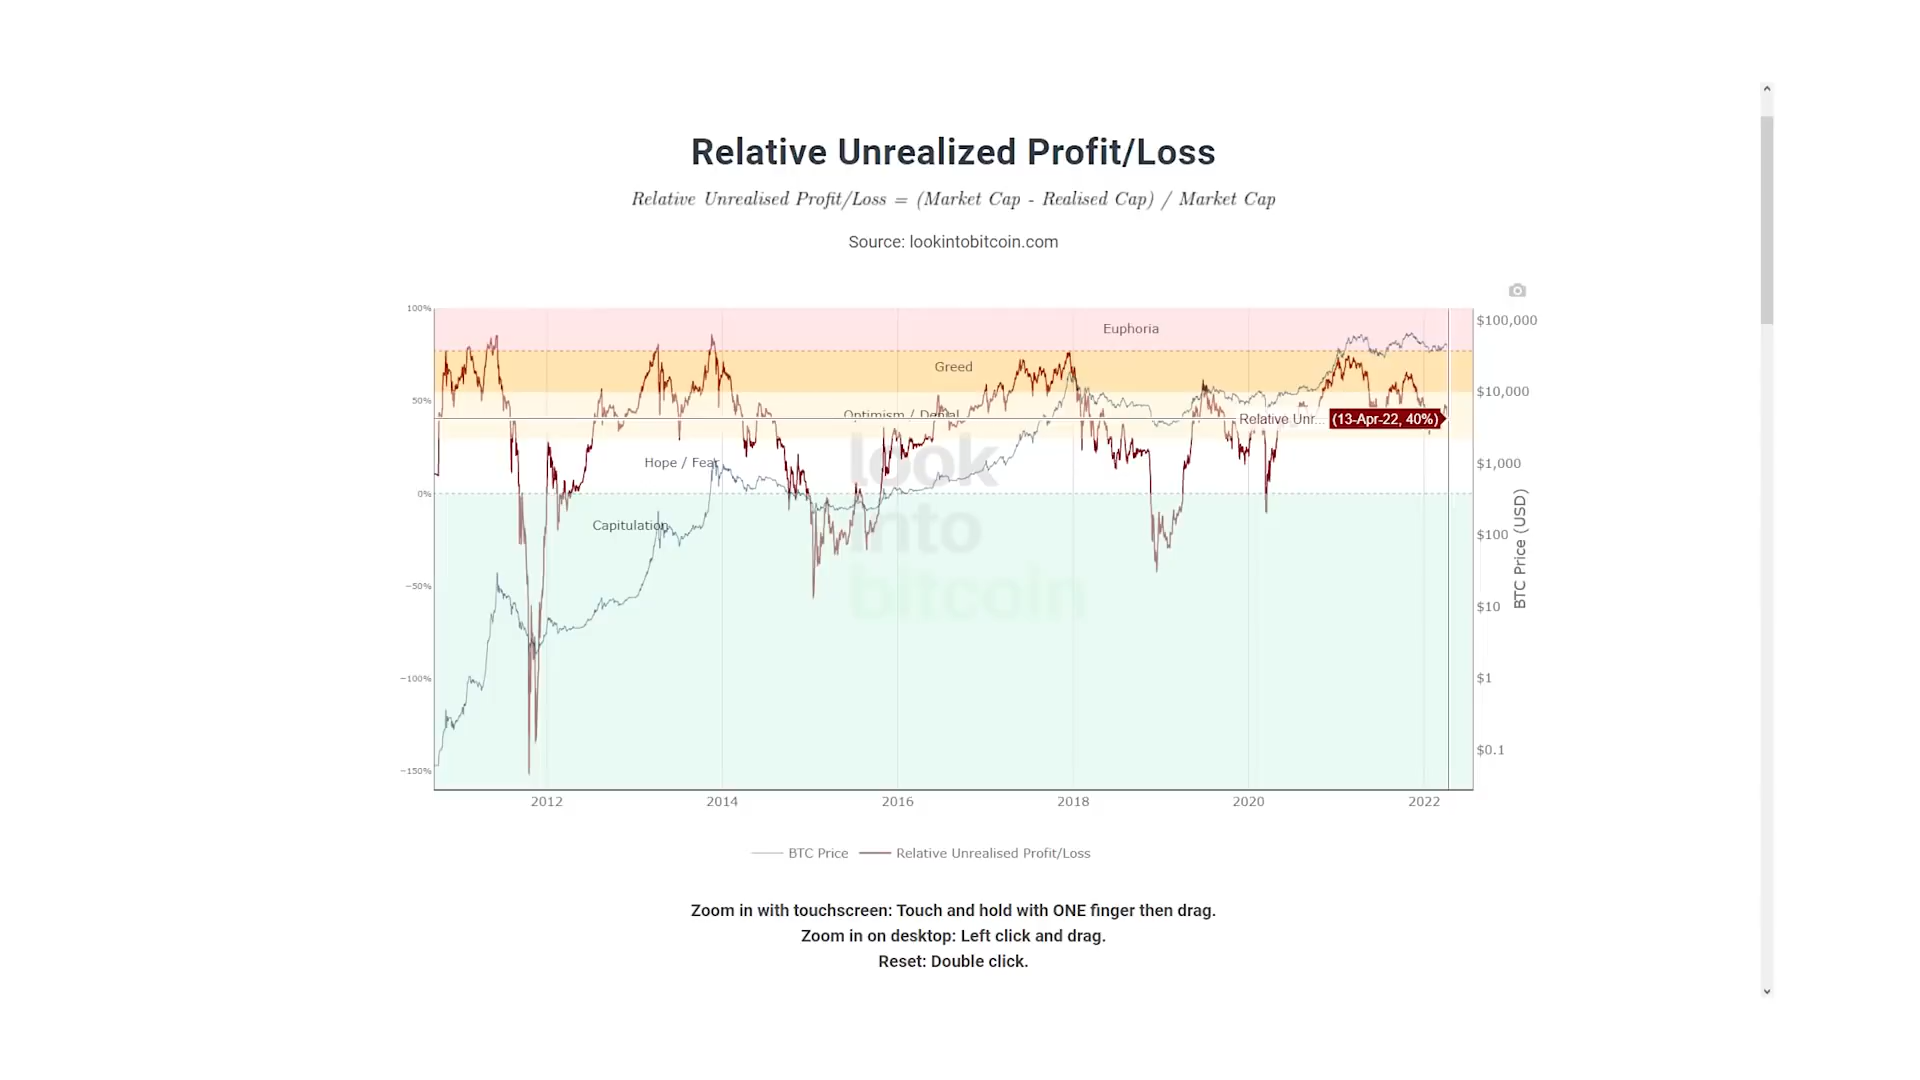 Relative Unrealized Profit/Loss
Relative Unrealised Profit/Loss = (Market Cap - Realised Cap) / Market Cap
Source: lookintobitcoin.com
100%
50%
0%
−50%
−100%
−150%
Euphoria
Greed
Optimism / Denial
Hope / Fear
Capitulation
look
into
bitcoin
Relative Unr... (13-Apr-22, 40%)
$100,000
$10,000
$1,000
$100
$10
$1
$0.1
BTC Price (USD)
2012 2014 2016 2018 2020 2022
BTC Price Relative Unrealised Profit/Loss
Zoom in with touchscreen: Touch and hold with ONE finger then drag.
Zoom in on desktop: Left click and drag.
Reset: Double click.